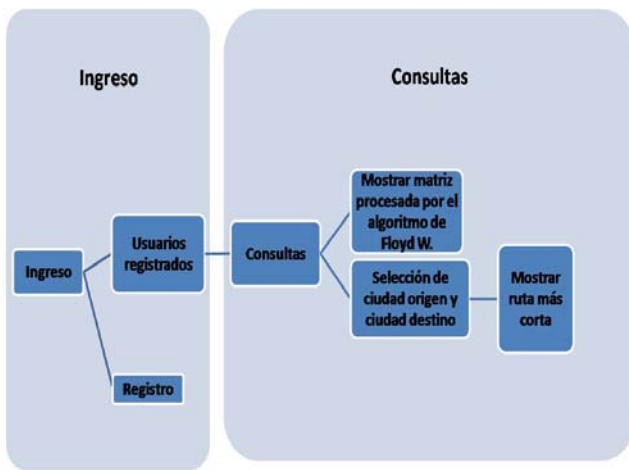 Ingreso
Consultas
Ingreso
Usuarios
registrados
Registro
Consultas
Mostrar matriz
procesada por el
algoritmo de
Floyd W.
Selección de
ciudad origen y
ciudad destino
Mostrar
ruta más
corta